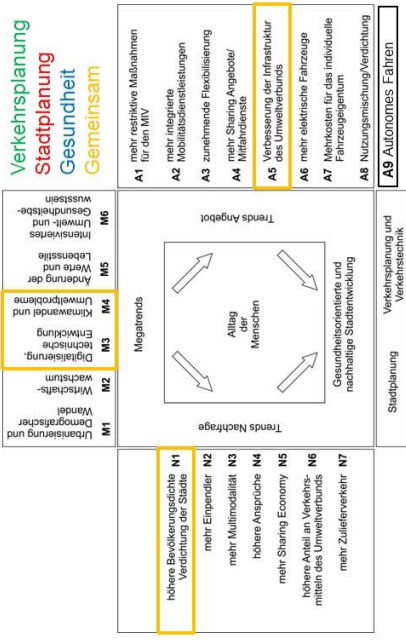 Verkehrsplanung
Stadtplanung
Gesundheit
Gemeinsam
M1 Urbanisierung und
Demografischer
Wandel
M2 Wirtschafts-
wachstum
M3 Digitalisierung,
technische
Entwicklung
M4 Klimawandel und
Umweltprobleme
M5 Änderung der
Werte und
Lebensstile
M6 Intensiviertes
Umwelt- und
Gesundheitsbe-
wusstsein
höhere Bevölkerungsdichte N1
Verdichtung der Städte
mehr Einpendler N2
mehr Multimodalität N3
höhere Ansprüche N4
mehr Sharing Economy N5
höhere Anteil an Verkehrs- N6
mitteln des Umweltverbunds
mehr Zulieferverkehr N7
Trends Nachfrage
Megatrends
Alltag
der
Menschen
Gesundheitsorientierte und
nachhaltige Stadtentwicklung
Trends Angebot
A1 mehr restriktive Maßnahmen
für den MIV
A2 mehr integrierte
Mobilitätsdienstleistungen
A3 zunehmende Flexibilisierung
A4 mehr Sharing Angebote/
Mitfahrdienste
A5 Verbesserung der Infrastruktur
des Umweltverbunds
A6 mehr elektrische Fahrzeuge
A7 Mehrkosten für das individuelle
Fahrzeugeigentum
A8 Nutzungsmischung/Verdichtung
A9 Autonomes Fahren
Stadtplanung
Verkehrsplanung und
Verkehrstechnik